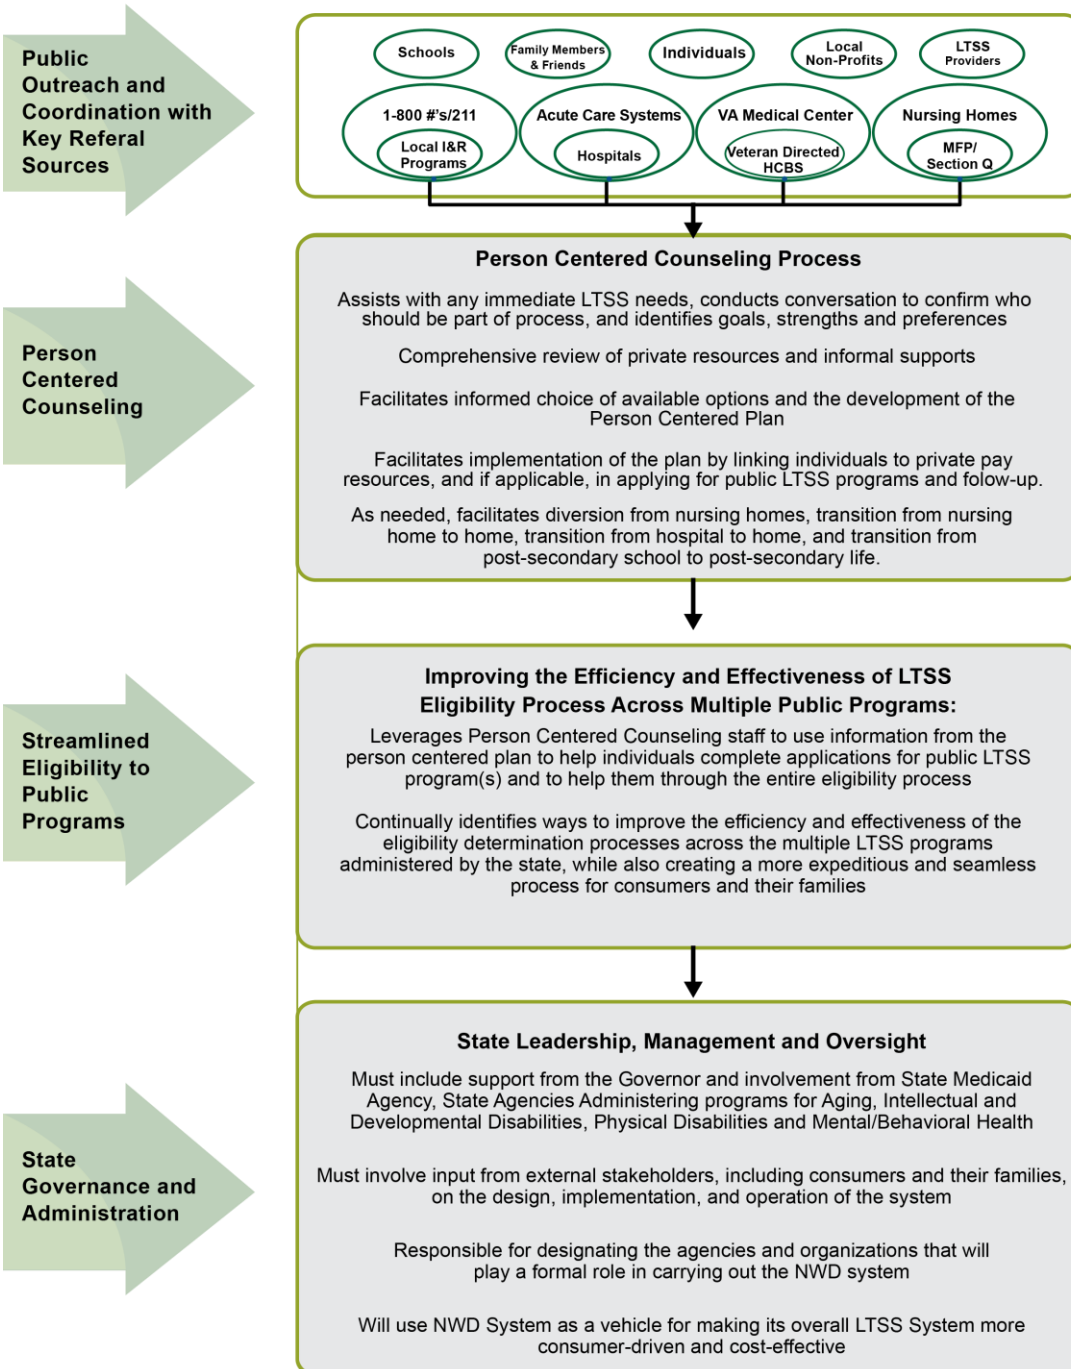 Public
Outreach and
Coordination with
Key Referal
Sources
Schools
Family Members
& Friends
Individuals
Local
Non-Profits
LTSS
Providers
1-800 #'s/211
Local I&R
Programs
Acute Care Systems
Hospitals
VA Medical Center
Veteran Directed
HCBS
Nursing Homes
MFP/
Section Q
Person
Centered
Counseling
Person Centered Counseling Process
Assists with any immediate LTSS needs, conducts conversation to confirm who
should be part of process, and identifies goals, strengths and preferences
Comprehensive review of private resources and informal supports
Facilitates informed choice of available options and the development of the
Person Centered Plan
Facilitates implementation of the plan by linking individuals to private pay
resources, and if applicable, in applying for public LTSS programs and folow-up.
As needed, facilitates diversion from nursing homes, transition from nursing
home to home, transition from hospital to home, and transition from
post-secondary school to post-secondary life.
Streamlined
Eligibility to
Public
Programs
Improving the Efficiency and Effectiveness of LTSS
Eligibility Process Across Multiple Public Programs:
Leverages Person Centered Counseling staff to use information from the
person centered plan to help individuals complete applications for public LTSS
program(s) and to help them through the entire eligibility process
Continually identifies ways to improve the efficiency and effectiveness of the
eligibility determination processes across the multiple LTSS programs
administered by the state, while also creating a more expeditious and seamless
process for consumers and their families
State
Governance and
Administration
State Leadership, Management and Oversight
Must include support from the Governor and involvement from State Medicaid
Agency, State Agencies Administering programs for Aging, Intellectual and
Developmental Disabilities, Physical Disabilities and Mental/Behavioral Health
Must involve input from external stakeholders, including consumers and their families,
on the design, implementation, and operation of the system
Responsible for designating the agencies and organizations that will
play a formal role in carrying out the NWD system
Will use NWD System as a vehicle for making its overall LTSS System more
consumer-driven and cost-effective